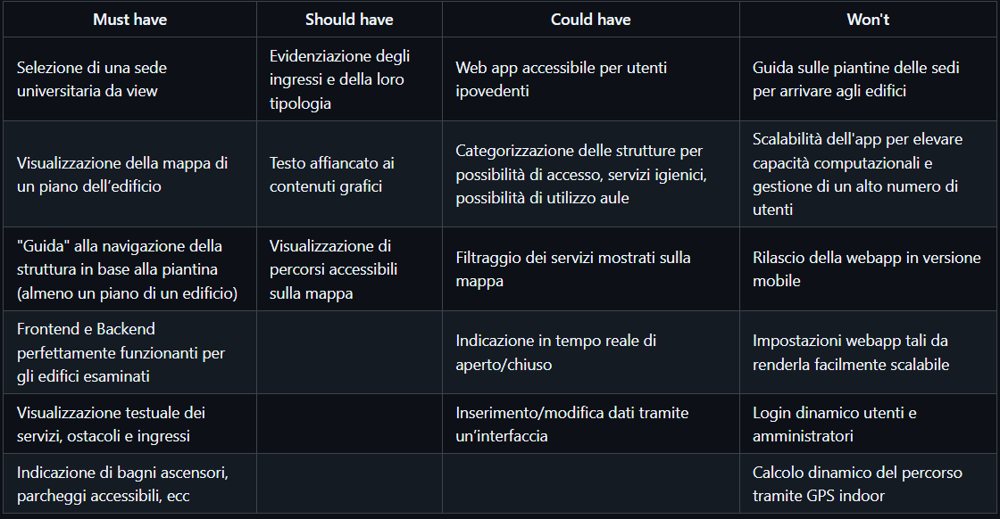 Must have
Should have
Could have
Won't
Selezione di una sede
universitaria da view
Evidenziazione degli
ingressi e della loro
tipologia
Web app accessibile per utenti
ipovedenti
Guida sulle piantine delle sedi
per arrivare agli edifici
Visualizzazione della mappa di
un piano dell’edificio
Testo affiancato ai
contenuti grafici
Categorizzazione delle strutture per
possibilità di accesso, servizi igienici,
possibilità di utilizzo aule
Scalabilità dell'app per elevare
capacità computazionali e
gestione di un alto numero di
utenti
"Guida" alla navigazione della
struttura in base alla piantina
(almeno un piano di un edificio)
Visualizzazione di
percorsi accessibili
sulla mappa
Filtraggio dei servizi mostrati sulla
mappa
Rilascio della webapp in versione
mobile
Frontend e Backend
perfettamente funzionanti per
gli edifici esaminati
Indicazione in tempo reale di
aperto/chiuso
Impostazioni webapp tali da
renderla facilmente scalabile
Visualizzazione testuale dei
servizi, ostacoli e ingressi
Inserimento/modifica dati tramite
un’interfaccia
Login dinamico utenti e
amministratori
Indicazione di bagni ascensori,
parcheggi accessibili, ecc
Calcolo dinamico del percorso
tramite GPS indoor